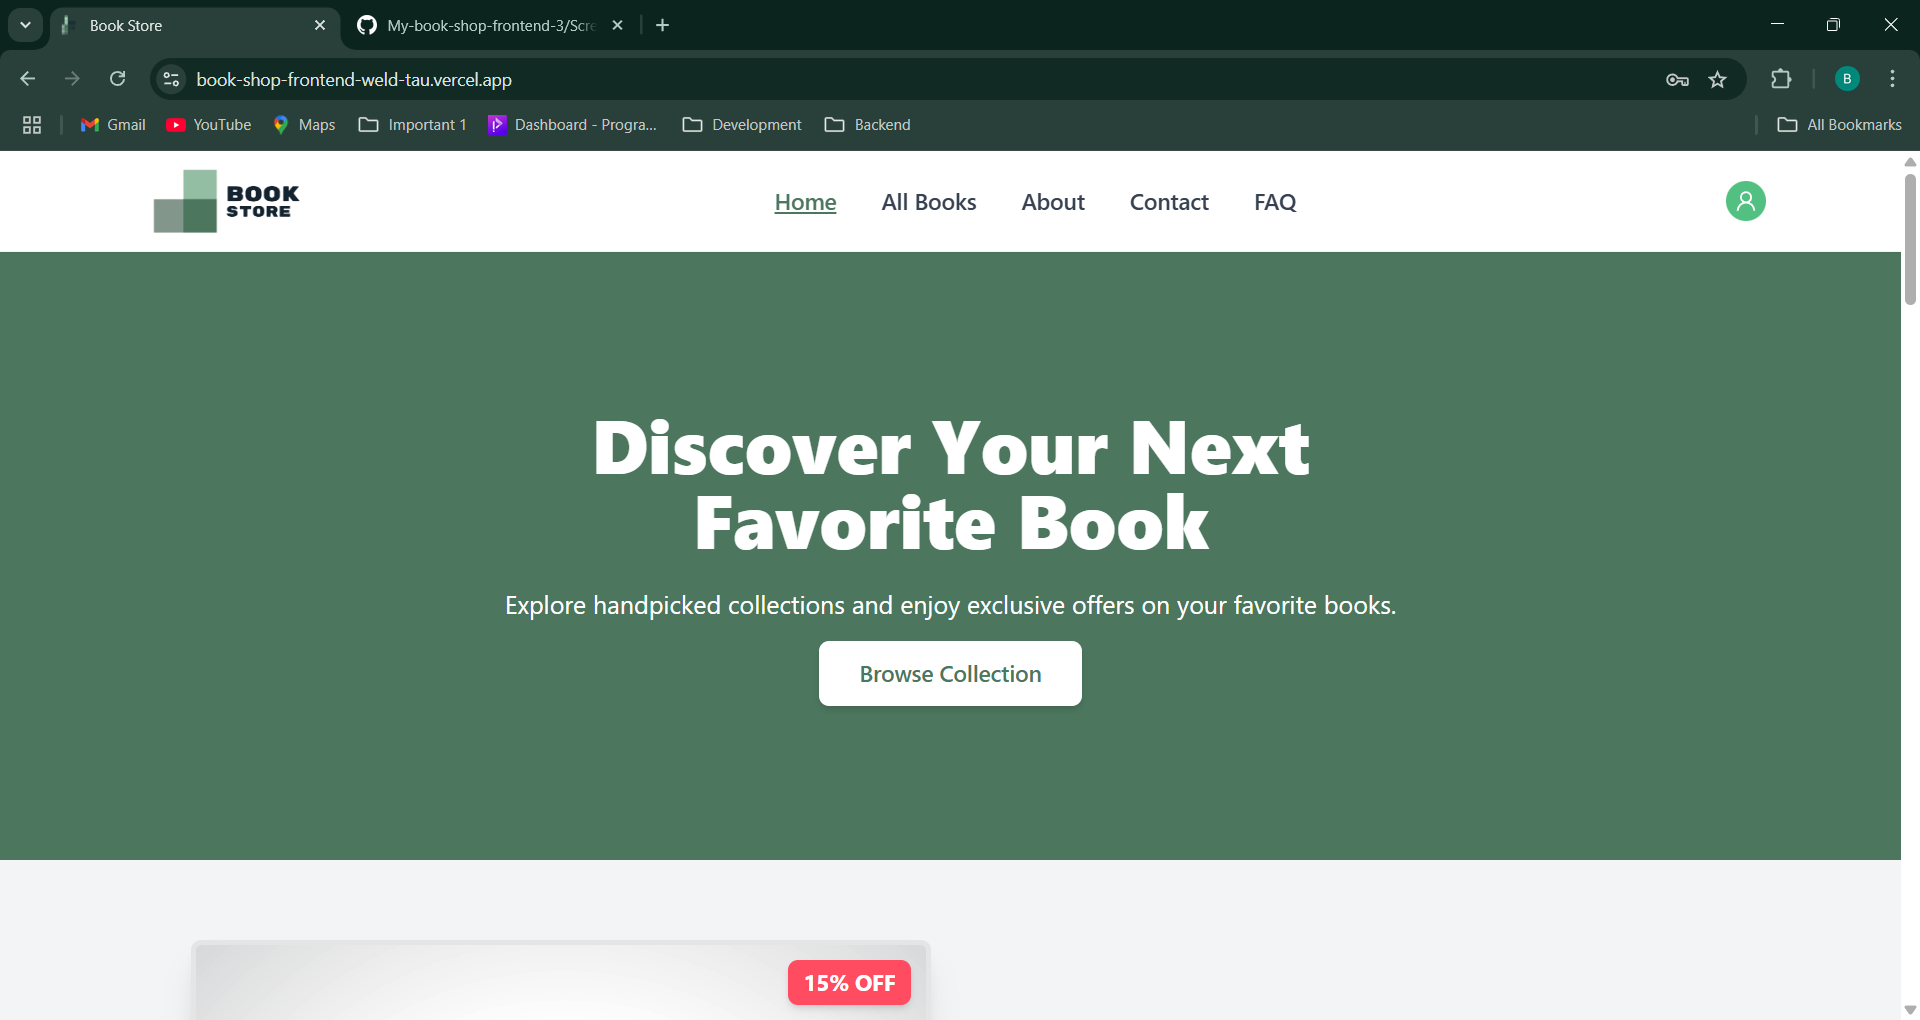 Book Store
My-book-shop-frontend-3/Scre
book-shop-frontend-weld-tau.vercel.app
B
Gmail
YouTube
Maps
Important 1
Dashboard - Progra...
Development
Backend
All Bookmarks
BOOK
STORE
Home
All Books
About
Contact
FAQ
Discover Your Next
Favorite Book
Explore handpicked collections and enjoy exclusive offers on your favorite books.
Browse Collection
15% OFF